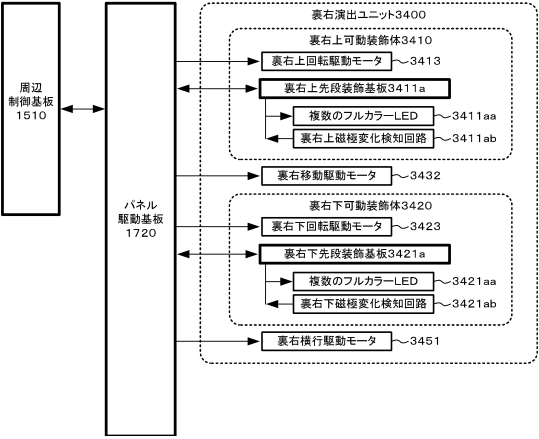 周辺
制御基板
1510
パネル
駆動基板
1720
裏右演出ユニット3400
裏右上可動装飾体3410
裏右上回転駆動モータ
3413
裏右上先段装飾基板3411a
複数のフルカラーLED
3411aa
裏右上磁極変化検知回路
3411ab
裏右移動駆動モータ
3432
裏右下可動装飾体3420
裏右下回転駆動モータ
3423
裏右下先段装飾基板3421a
複数のフルカラーLED
3421aa
裏右下磁極変化検知回路
3421ab
裏右横行駆動モータ
3451